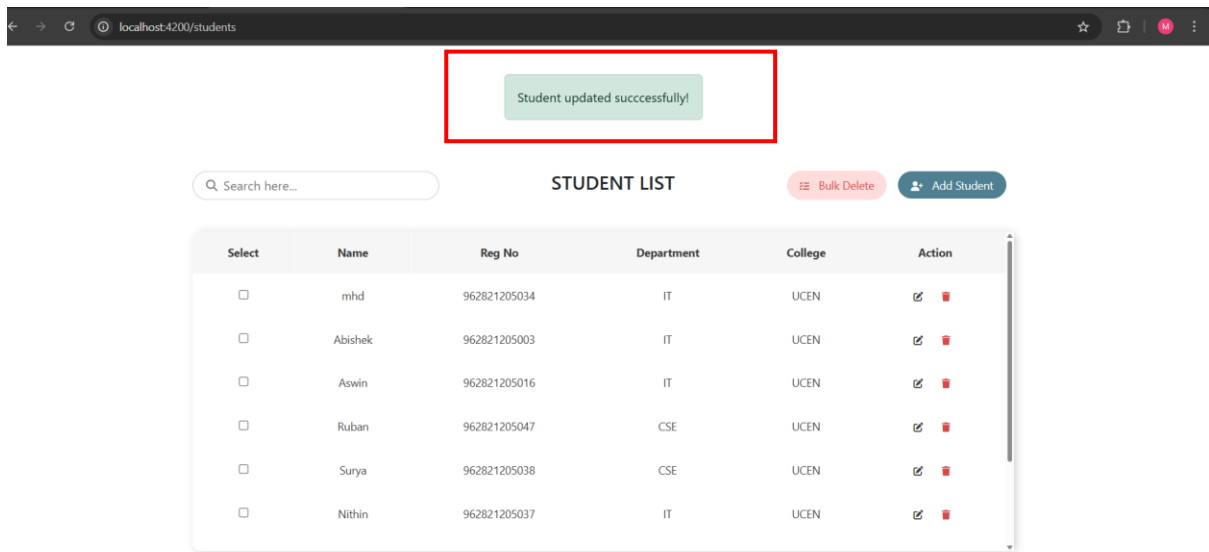 localhost:4200/students
M
Student updated succcessfully!
Search here...
STUDENT LIST
Bulk Delete
Add Student
Select Name Reg No Department College Action
mhd 962821205034 IT UCEN
Abishek 962821205003 IT UCEN
Aswin 962821205016 IT UCEN
Ruban 962821205047 CSE UCEN
Surya 962821205038 CSE UCEN
Nithin 962821205037 IT UCEN